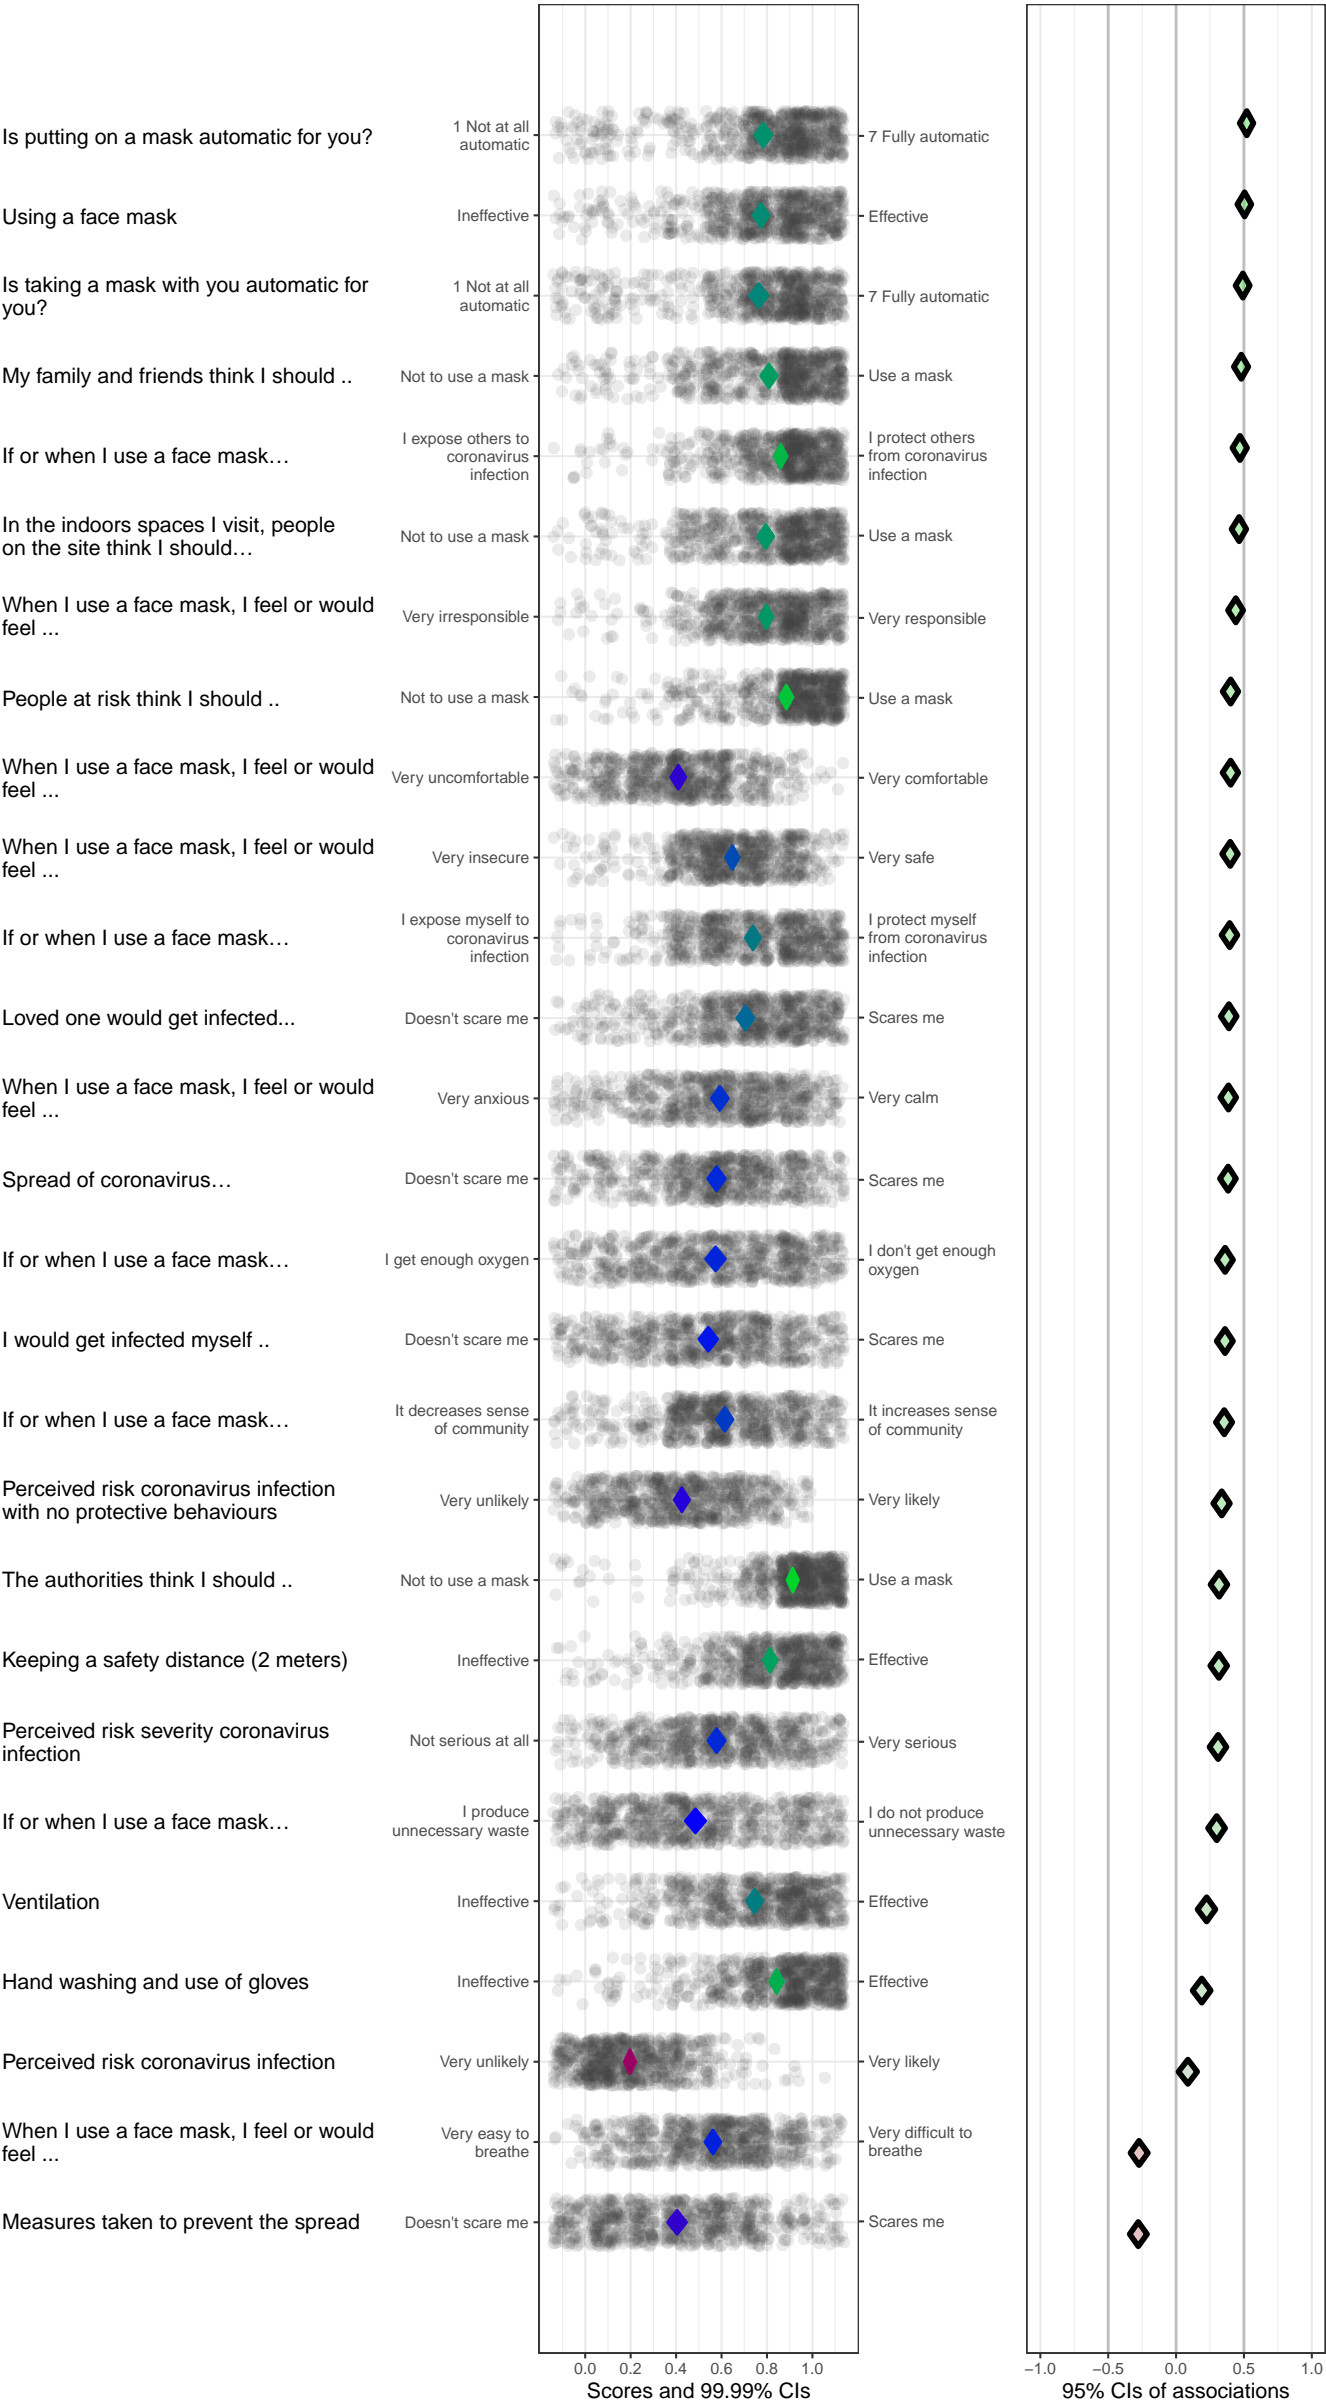 Is putting on a mask automatic for you?
1 Not at all
automatic
7 Fully automatic
Using a face mask
Ineffective
Effective
Is taking a mask with you automatic for
you?
1 Not at all
automatic
7 Fully automatic
My family and friends think I should ..
Not to use a mask
Use a mask
If or when I use a face mask…
I expose others to
coronavirus
infection
I protect others
from coronavirus
infection
In the indoors spaces I visit, people
on the site think I should…
Not to use a mask
Use a mask
When I use a face mask, I feel or would
feel ...
Very irresponsible
Very responsible
People at risk think I should ..
Not to use a mask
Use a mask
When I use a face mask, I feel or would
feel ...
Very uncomfortable
Very comfortable
When I use a face mask, I feel or would
feel ...
Very insecure
Very safe
If or when I use a face mask…
I expose myself to
coronavirus
infection
I protect myself
from coronavirus
infection
Loved one would get infected...
Doesn't scare me
Scares me
When I use a face mask, I feel or would
feel ...
Very anxious
Very calm
Spread of coronavirus…
Doesn't scare me
Scares me
If or when I use a face mask…
I get enough oxygen
I don't get enough
oxygen
I would get infected myself ..
Doesn't scare me
Scares me
If or when I use a face mask…
It decreases sense
of community
It increases sense
of community
Perceived risk coronavirus infection
with no protective behaviours
Very unlikely
Very likely
The authorities think I should ..
Not to use a mask
Use a mask
Keeping a safety distance (2 meters)
Ineffective
Effective
Perceived risk severity coronavirus
infection
Not serious at all
Very serious
If or when I use a face mask…
I produce
unnecessary waste
I do not produce
unnecessary waste
Ventilation
Ineffective
Effective
Hand washing and use of gloves
Ineffective
Effective
Perceived risk coronavirus infection
Very unlikely
Very likely
When I use a face mask, I feel or would
feel ...
Very easy to
breathe
Very difficult to
breathe
Measures taken to prevent the spread
Doesn't scare me
Scares me
0.0 0.2 0.4 0.6 0.8 1.0
Scores and 99.99% CIs
−1.0 −0.5 0.0 0.5 1.0
95% CIs of associations